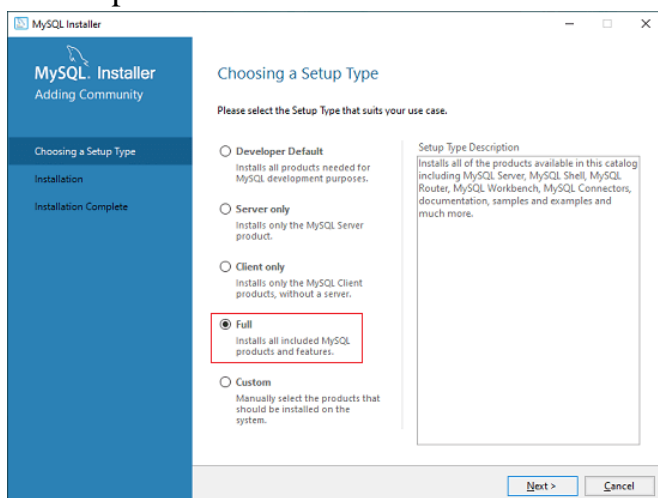 MySQL Installer
MySQL. Installer
Adding Community
Choosing a Setup Type
Installation
Installation Complete
Choosing a Setup Type
Please select the Setup Type that suits your use case.
Developer Default
Installs all products needed for
MySQL development purposes.
Server only
Installs only the MySQL Server
product.
Client only
Installs only the MySQL Client
products, without a server.
Full
Installs all included MySQL
products and features.
Custom
Manually select the products that
should be installed on the
system.
Setup Type Description
Installs all of the products available in this catalog
including MySQL Server, MySQL Shell, MySQL
Router, MySQL Workbench, MySQL Connectors,
documentation, samples and examples and
much more.
Next >
Cancel